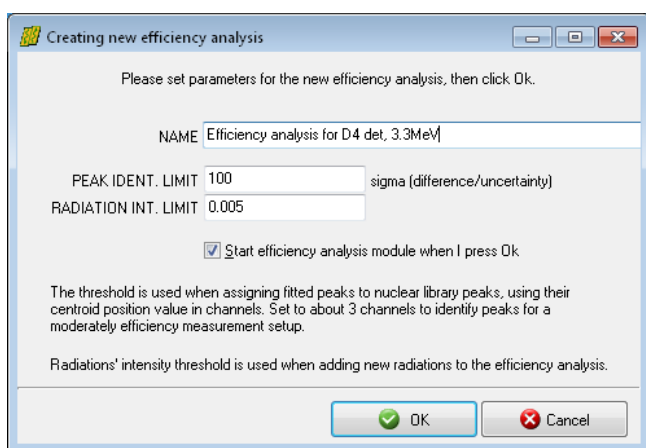 Creating new efficiency analysis
Please set parameters for the new efficiency analysis, then click Ok.
NAME Efficiency analysis for D4 det, 3.3MeV
PEAK IDENT. LIMIT 100 sigma (difference/uncertainty)
RADIATION INT. LIMIT 0.005
Start efficiency analysis module when I press Ok
The threshold is used when assigning fitted peaks to nuclear library peaks, using their
centroid position value in channels. Set to about 3 channels to identify peaks for a
moderately efficiency measurement setup.
Radiations' intensity threshold is used when adding new radiations to the efficiency analysis.
OK Cancel